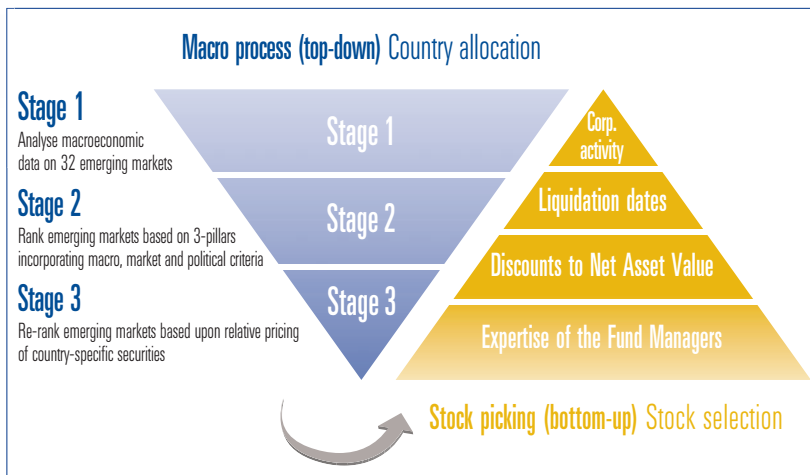 Macro process (top-down) Country allocation
Stage 1
Analyse macroeconomic
data on 32 emerging markets
Stage 2
Rank emerging markets based on 3-pillars
incorporating macro, market and political criteria
Stage 3
Re-rank emerging markets based upon relative pricing
of country-specific securities
Stage 1
Stage 2
Stage 3
Corp.
activity
Liquidation dates
Discounts to Net Asset Value
Expertise of the Fund Managers
Stock picking (bottom-up) Stock selection